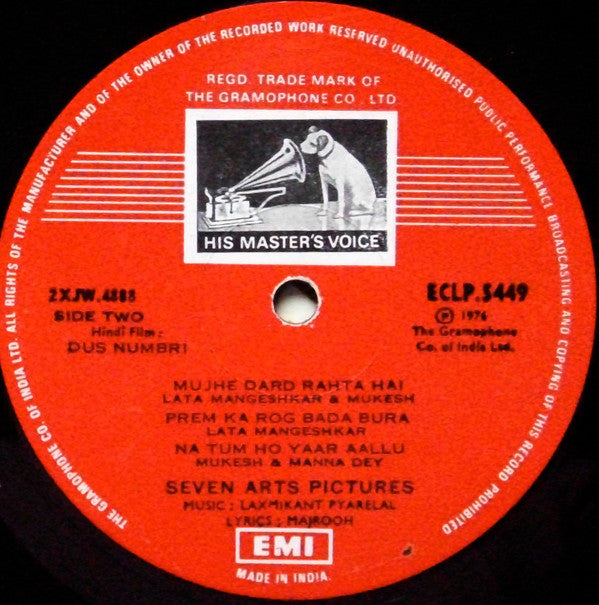 THE GRAMOPHONE CO. OF INDIA LTD. ALL RIGHTS OF THE MANUFACTURER AND OF THE OWNER OF THE RECORDED WORK RESERVED UNAUTHORISED PUBLIC PERFORMANCE BROADCASTING AND COPYING OF THIS RECORD PROHIBITED
REGD. TRADE MARK OF
THE GRAMOPHONE CO. LTD
HIS MASTER'S VOICE
2XJW.4888
ECLP.5449
SIDE TWO
℗ 1976
Hindi Film :
The Gramophone
DUS NUMBRI
Co. of India Ltd.
MUJHE DARD RAHTA HAI
LATA MANGESHKAR & MUKESH
PREM KA ROG BADA BURA
LATA MANGESHKAR
NA TUM HO YAAR AALLU
MUKESH & MANNA DEY
SEVEN ARTS PICTURES
MUSIC : LAXMIKANT PYARELAL
LYRICS : MAJROOH
EMI
MADE IN INDIA.